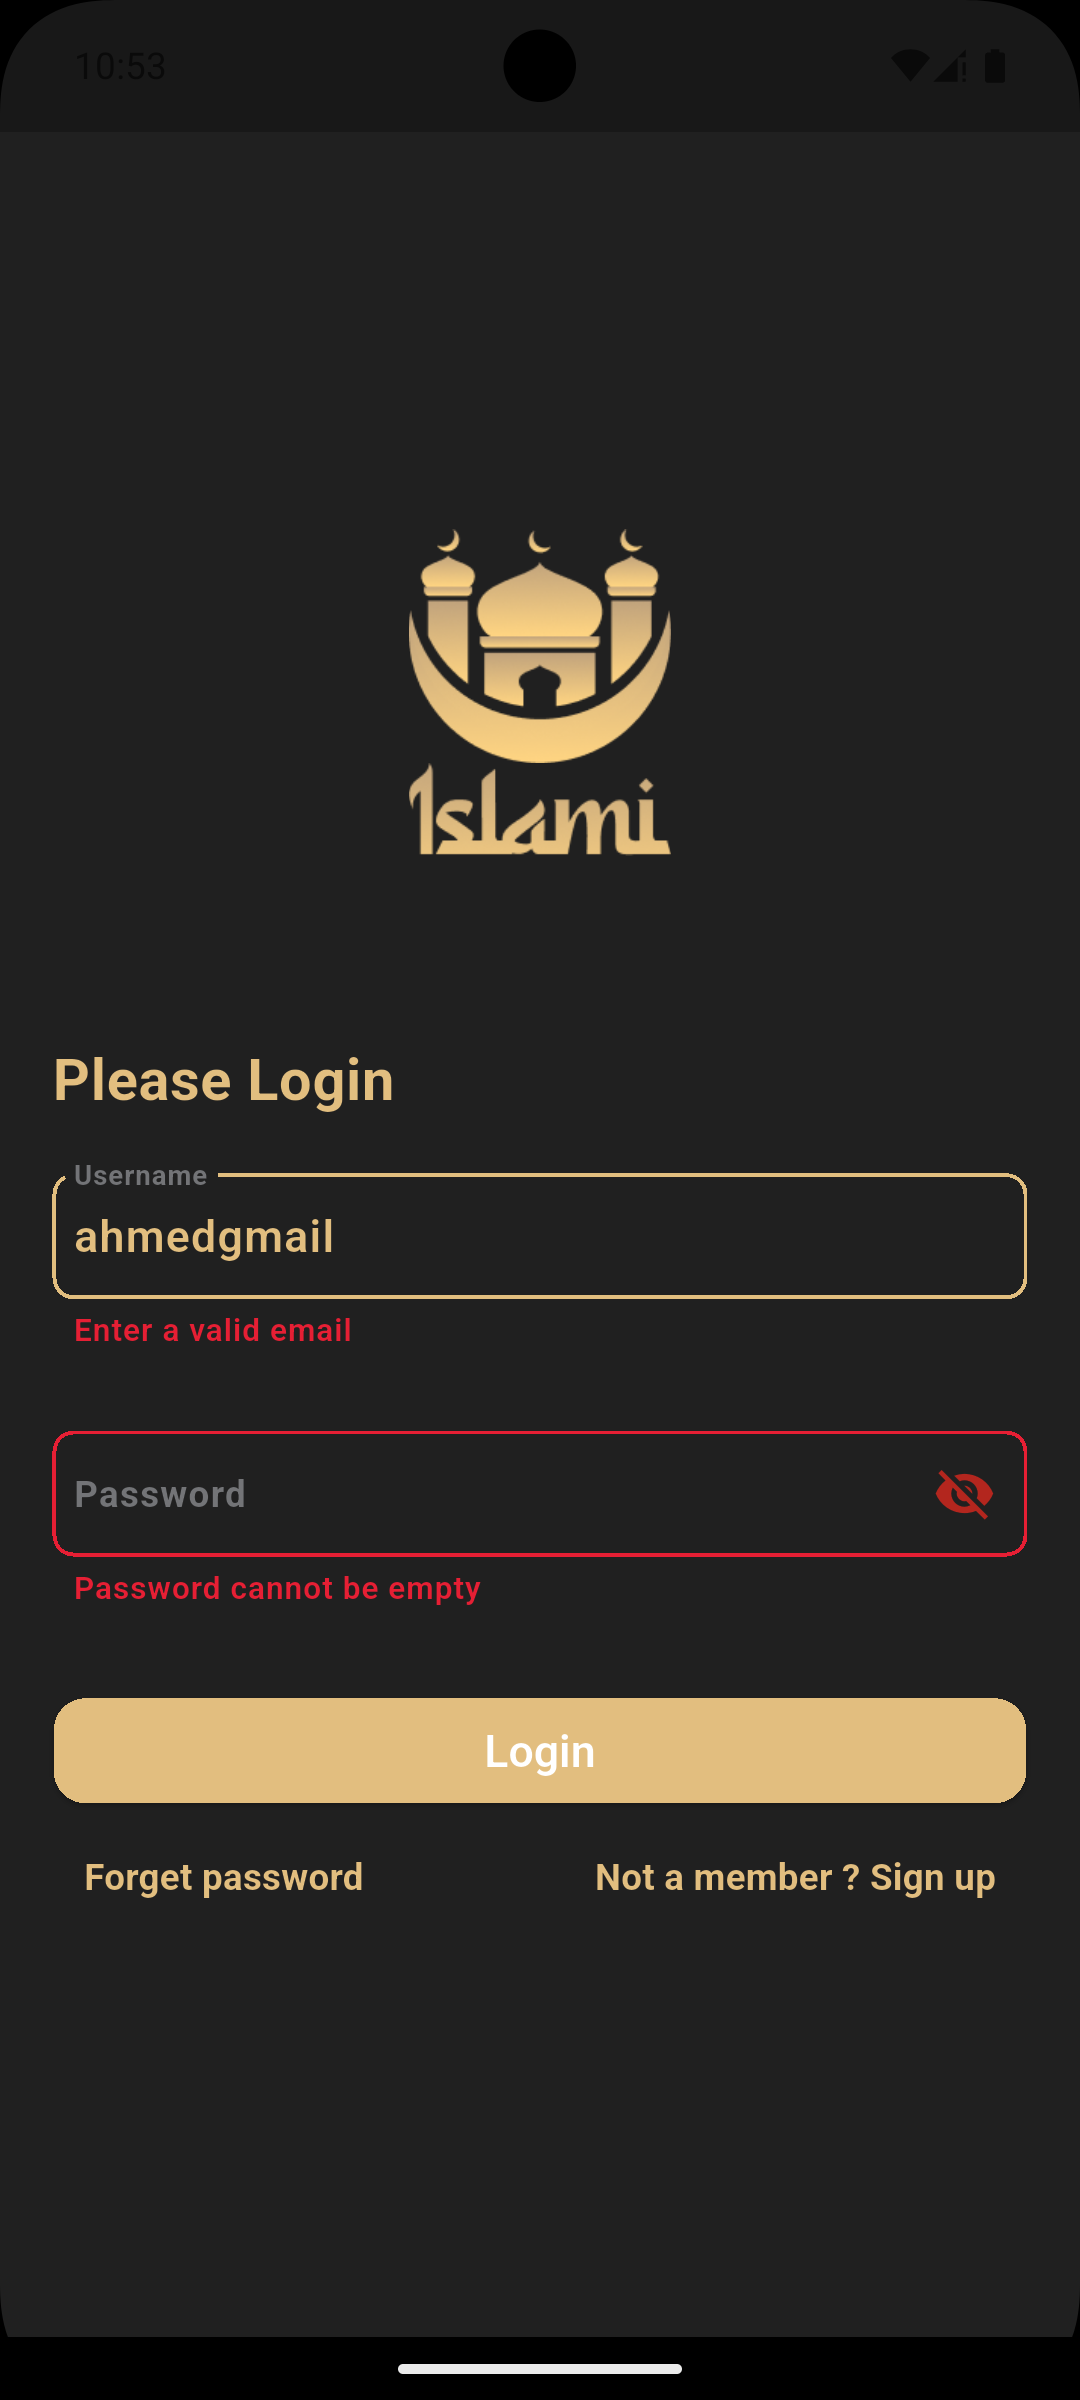 10:53
Islami
Please Login
Username
ahmedgmail
Enter a valid email
Password
Password cannot be empty
Login
Forget password
Not a member ? Sign up